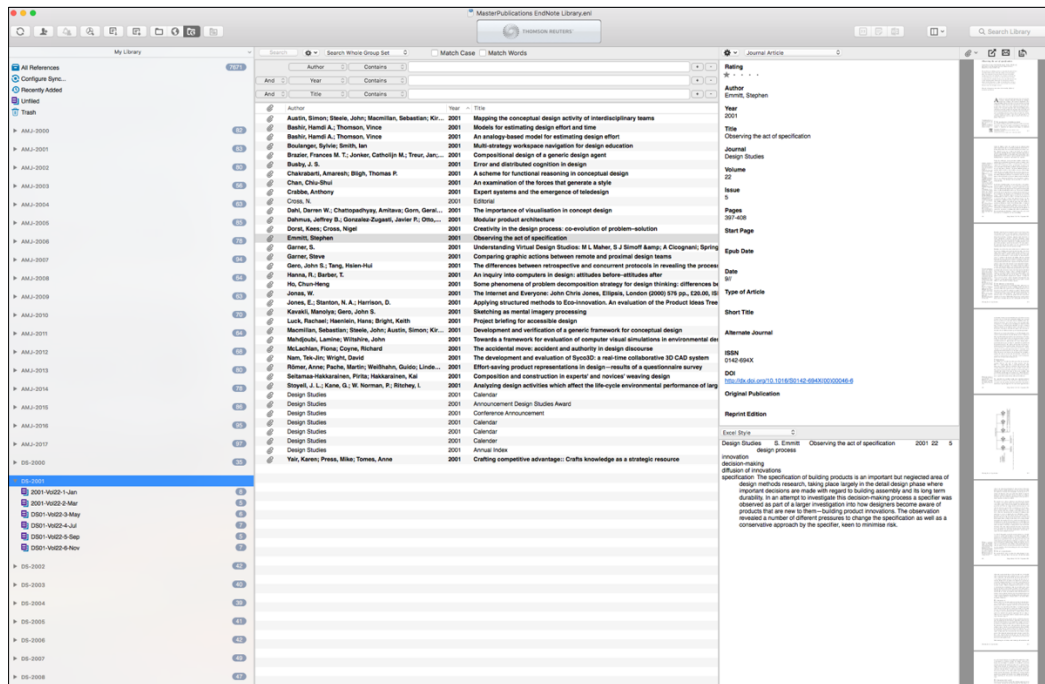 MasterPublications EndNote Library.enl
THOMSON REUTERS
Search Library
My Library
Search Search Whole Group Set Match Case Match Words
Journal Article
All References 7671
Configure Sync...
Recently Added
Unfiled
Trash
AMJ-2000
AMJ-2001
AMJ-2002
AMJ-2003
AMJ-2004
AMJ-2005
AMJ-2006
AMJ-2007
AMJ-2008
AMJ-2009
AMJ-2010
AMJ-2011
AMJ-2012
AMJ-2013
AMJ-2014
AMJ-2015
AMJ-2016
AMJ-2017
DS-2000
DS-2001
2001-Vol22-1-Jan
2001-Vol22-2-Mar
DS01-Vol22-3-May
DS01-Vol22-4-Jul
DS01-Vol22-5-Sep
DS01-Vol22-6-Nov
DS-2002
DS-2003
DS-2004
DS-2005
DS-2006
DS-2007
DS-2008
Author Contains
And Year Contains
And Title Contains
Author Year Title
Austin, Simon; Steele, John; Macmillan, Sebastian; Kir... 2001 Mapping the conceptual design activity of interdisciplinary teams
Bashir, Hamdi A.; Thomson, Vince 2001 Models for estimating design effort and time
Bashir, Hamdi A.; Thomson, Vince 2001 An analogy-based model for estimating design effort
Boulanger, Sylvie; Smith, Ian 2001 Multi-strategy workspace navigation for design education
Brazier, Frances M. T.; Jonker, Catholijn M.; Treur, Jan;... 2001 Compositional design of a generic design agent
Busby, J. S. 2001 Error and distributed cognition in design
Chakrabarti, Amaresh; Bligh, Thomas P. 2001 A scheme for functional reasoning in conceptual design
Chan, Chiu-Shui 2001 An examination of the forces that generate a style
Crabbe, Anthony 2001 Expert systems and the emergence of teledesign
Cross, N. 2001 Editorial
Dahl, Darren W.; Chattopadhyay, Amitava; Gorn, Geral... 2001 The importance of visualisation in concept design
Dahmus, Jeffrey B.; Gonzalez-Zugasti, Javier P.; Otto,... 2001 Modular product architecture
Dorst, Kees; Cross, Nigel 2001 Creativity in the design process: co-evolution of problem–solution
Emmitt, Stephen 2001 Observing the act of specification
Garner, S. 2001 Understanding Virtual Design Studios: M L Maher, S J Simoff &amp; A Cicognani; Spring
Garner, Steve 2001 Comparing graphic actions between remote and proximal design teams
Gero, John S.; Tang, Hsien-Hui 2001 The differences between retrospective and concurrent protocols in revealing the proces
Hanna, R.; Barber, T. 2001 An inquiry into computers in design: attitudes before–attitudes after
Ho, Chun-Heng 2001 Some phenomena of problem decomposition strategy for design thinking: differences be
Jonas, W. 2001 The Internet and Everyone: John Chris Jones, Ellipsis, London (2000) 576 pp., £20.00, IS
Jones, E.; Stanton, N. A.; Harrison, D. 2001 Applying structured methods to Eco-innovation. An evaluation of the Product Ideas Tree
Kavakli, Manolya; Gero, John S. 2001 Sketching as mental imagery processing
Luck, Rachael; Haenlein, Hans; Bright, Keith 2001 Project briefing for accessible design
Macmillan, Sebastian; Steele, John; Austin, Simon; Kir... 2001 Development and verification of a generic framework for conceptual design
Mahdjoubi, Lamine; Wiltshire, John 2001 Towards a framework for evaluation of computer visual simulations in environmental des
McLachlan, Fiona; Coyne, Richard 2001 The accidental move: accident and authority in design discourse
Nam, Tek-Jin; Wright, David 2001 The development and evaluation of Syco3D: a real-time collaborative 3D CAD system
Römer, Anne; Pache, Martin; Weißhahn, Guido; Linde... 2001 Effort-saving product representations in design—results of a questionnaire survey
Seitamaa-Hakkarainen, Pirita; Hakkarainen, Kai 2001 Composition and construction in experts' and novices' weaving design
Stoyell, J. L.; Kane, G.; W. Norman, P.; Ritchey, I. 2001 Analyzing design activities which affect the life-cycle environmental performance of larg
Design Studies 2001 Calendar
Design Studies 2001 Announcement Design Studies Award
Design Studies 2001 Conference Announcement
Design Studies 2001 Calendar
Design Studies 2001 Calender
Design Studies 2001 Annual Index
Yair, Karen; Press, Mike; Tomes, Anne 2001 Crafting competitive advantage:: Crafts knowledge as a strategic resource
Rating
Author
Emmitt, Stephen
Year
2001
Title
Observing the act of specification
Journal
Design Studies
Volume
22
Issue
5
Pages
397-408
Start Page
Epub Date
Date
9//
Type of Article
Short Title
Alternate Journal
ISSN
0142-694X
DOI
Original Publication
Reprint Edition
Excel Style
Design Studies S. Emmitt Observing the act of specification 2001 22 5
design process
innovation
decision-making
diffusion of innovations
specification The specification of building products is an important but neglected area of
design methods research, taking place largely in the detail design phase where
important decisions are made with regard to building assembly and its long term
durability. In an attempt to investigate this decision-making process a specifier was
observed as part of a larger investigation into how designers become aware of
products that are new to them—building product innovations. The observation
revealed a number of different pressures to change the specification as well as a
conservative approach by the specifier, keen to minimise risk.